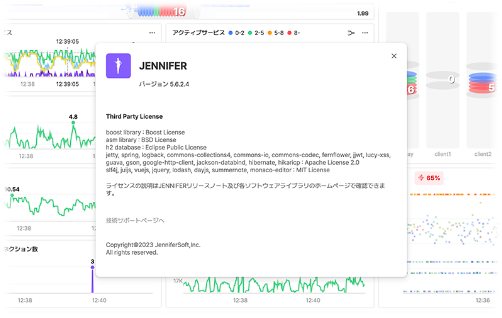 16
1.99
12:39:05
アクティブサービス
0-2
2-5
5-8
8-
12:38
12:39:05
12:40
JENNIFER
バージョン 5.6.2.4
Third Party License
boost library : Boost License
asm library : BSD License
h2 database : Eclipse Public License
jetty, spring, logback, commons-collections4, commons-io, commons-codec, fernflower, jjwt, lucy-xss,
guava, gson, google-http-client, jackson-databind, hibernate, hikaricp : Apache License 2.0
slf4j, juijs, vuejs, jquery, lodash, dayjs, summernote, monaco-editor : MIT License
ライセンスの説明はJENNIFERリリースノート及び各ソフトウェアライブラリのホームページで確認できま
す。
技術サポートページへ
Copyright©2023 JenniferSoft,Inc.
All rights reserved.
4.8
12:38
12:39
0.54
クション数
3
12:38
12:40
17K
12:38
12:40
0
5
client1
client2
65%
12:36